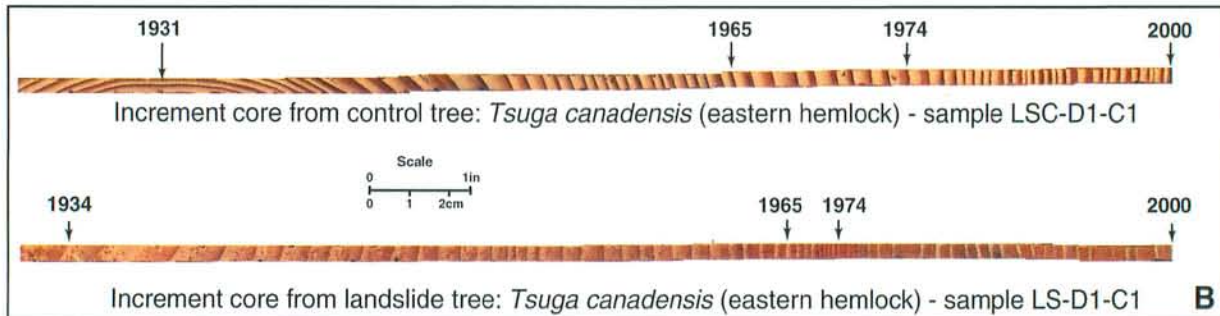 1931 1965 1974 2000
Increment core from control tree: Tsuga canadensis (eastern hemlock) - sample LSC-D1-C1
Scale
0 1in
0 1 2cm
1934 1965 1974 2000
Increment core from landslide tree: Tsuga canadensis (eastern hemlock) - sample LS-D1-C1 B